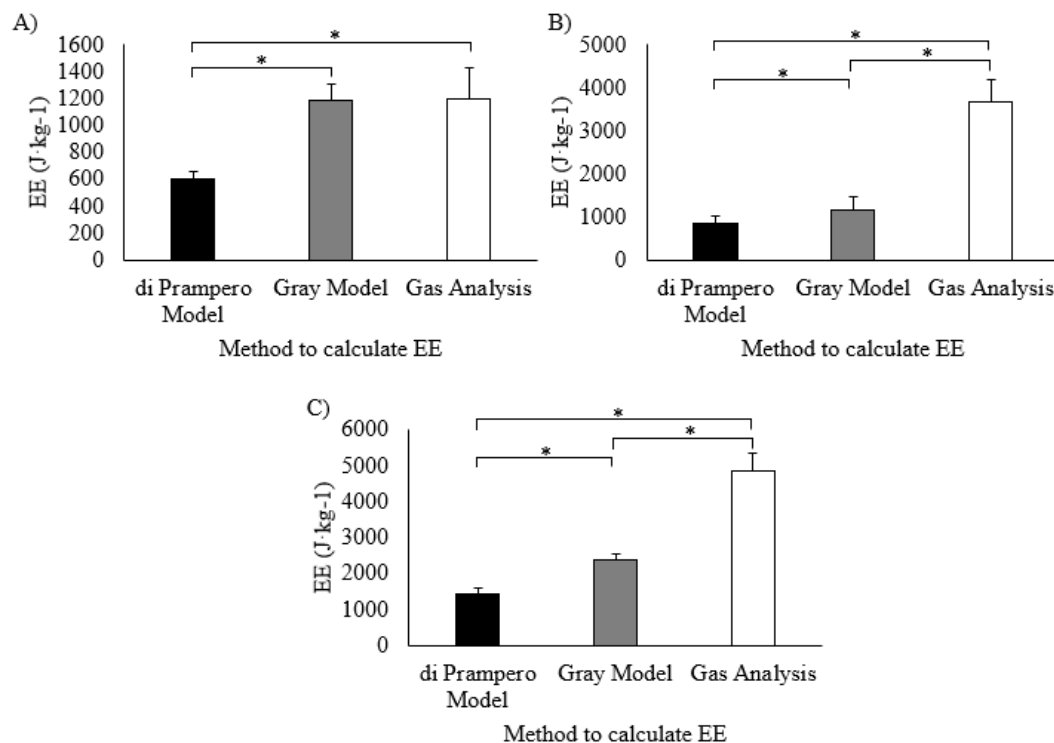 A)
1600
1400
1200
1000
800
600
400
200
0
EE (J·kg-1)
*
*
di Prampero
Model
Gray Model
Gas Analysis
Method to calculate EE
B)
5000
4000
3000
2000
1000
0
EE (J·kg-1)
*
*
*
di Prampero
Model
Gray Model
Gas Analysis
Method to calculate EE
C)
6000
5000
4000
3000
2000
1000
0
EE (J·kg-1)
*
*
*
di Prampero
Model
Gray Model
Gas Analysis
Method to calculate EE